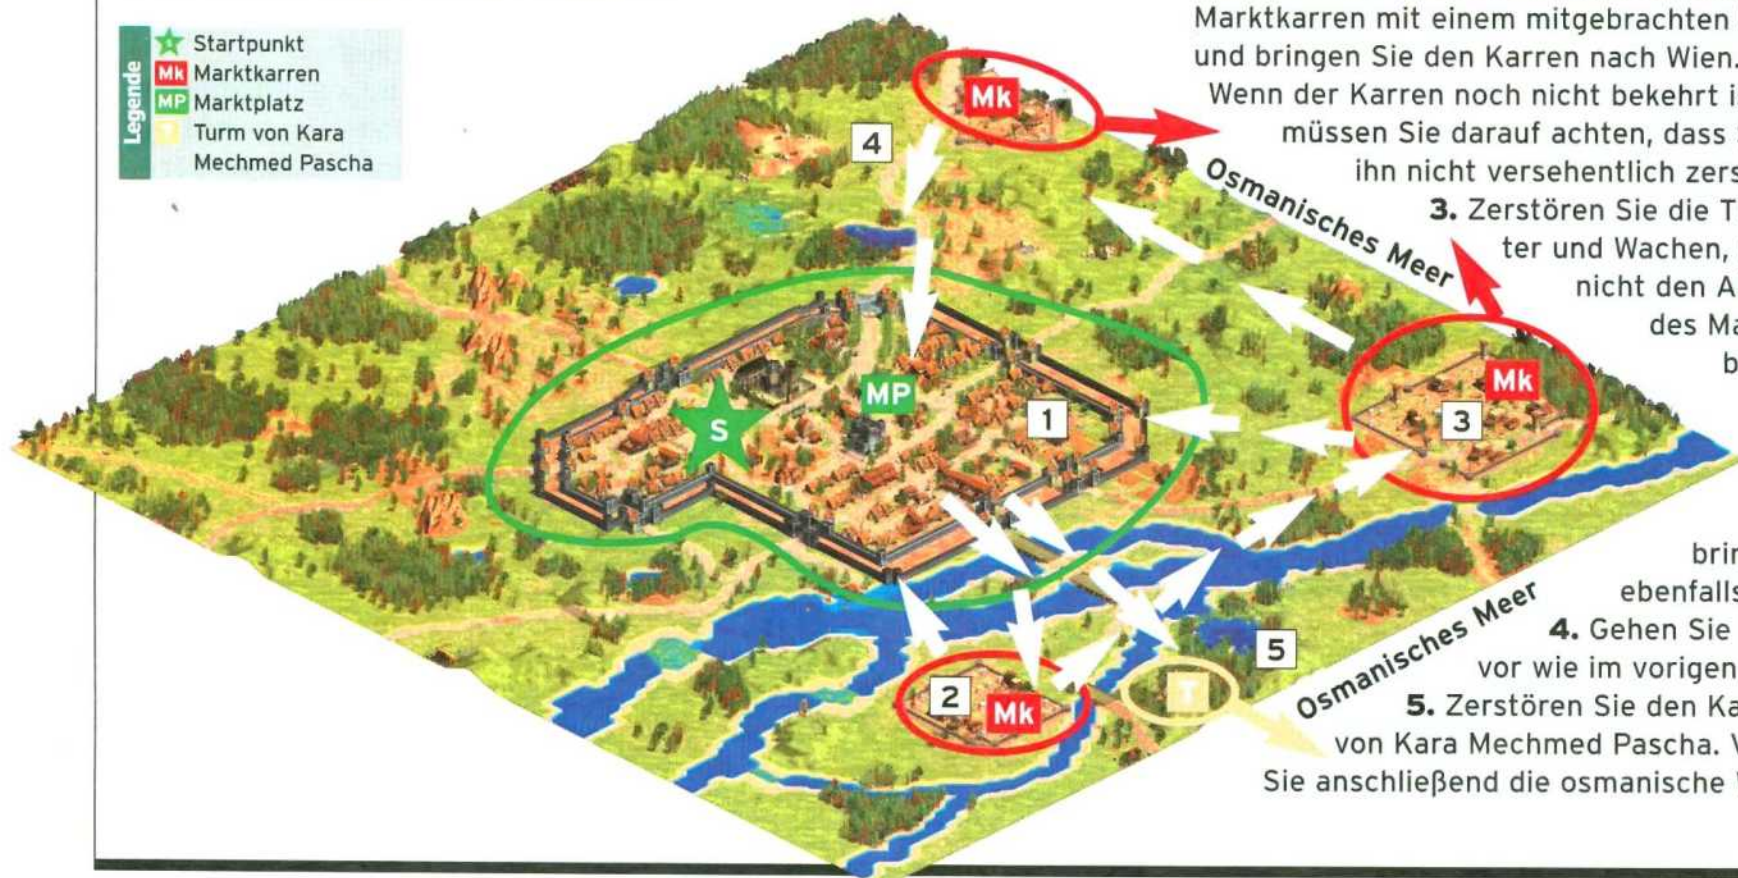 Legende
S Startpunkt
Mk Marktkarren
MP Marktplatz
T Turm von Kara
Mechmed Pascha
Marktkarren mit einem mitgebrachten
und bringen Sie den Karren nach Wien.
Wenn der Karren noch nicht bekehrt
müssen Sie darauf achten, dass
ihn nicht versehentlich
3. Zerstören Sie die
ter und Wachen,
nicht den
des
ebenfalls
4. Gehen Sie
vor wie im vorigen
5. Zerstören Sie den
von Kara Mechmed Pascha.
Sie anschließend die osmanische
Mk
4
Osmanisches Meer
MP
S
1
Mk
3
2
Mk
T
5
Osmanisches Meer